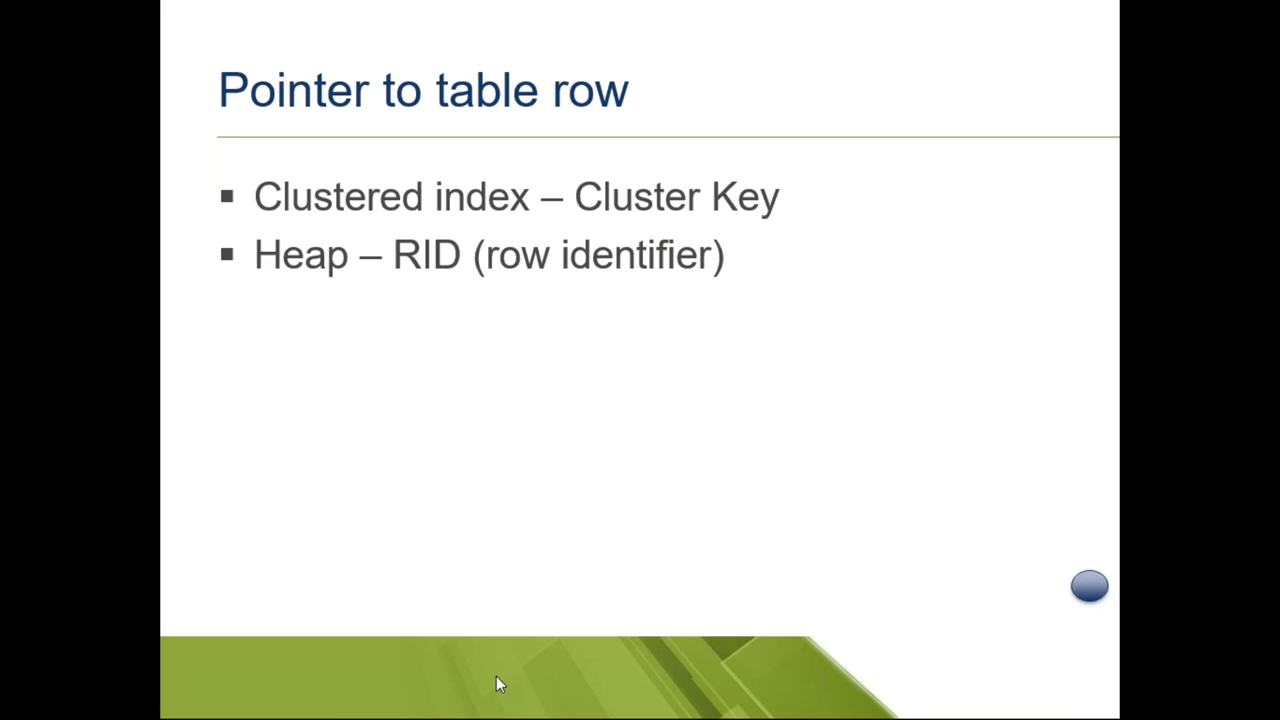 Pointer to table row
▪ Clustered index – Cluster Key
▪ Heap – RID (row identifier)